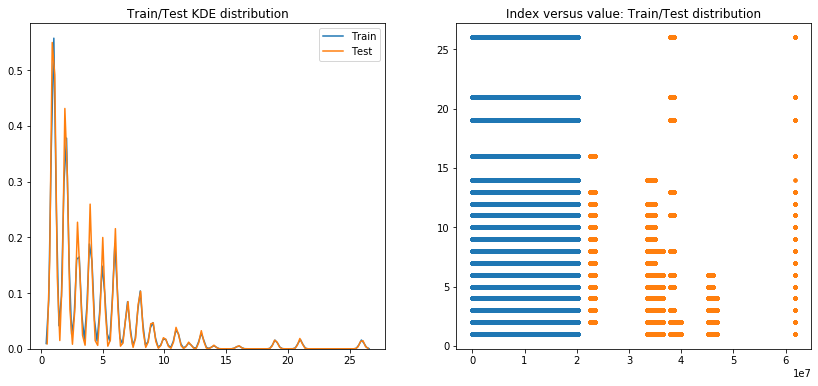 Train/Test KDE distribution
Train
Test
0.5
0.4
0.3
0.2
0.1
0.0
0 5 10 15 20 25
Index versus value: Train/Test distribution
25
20
15
10
5
0
0 1 2 3 4 5 6
1e7